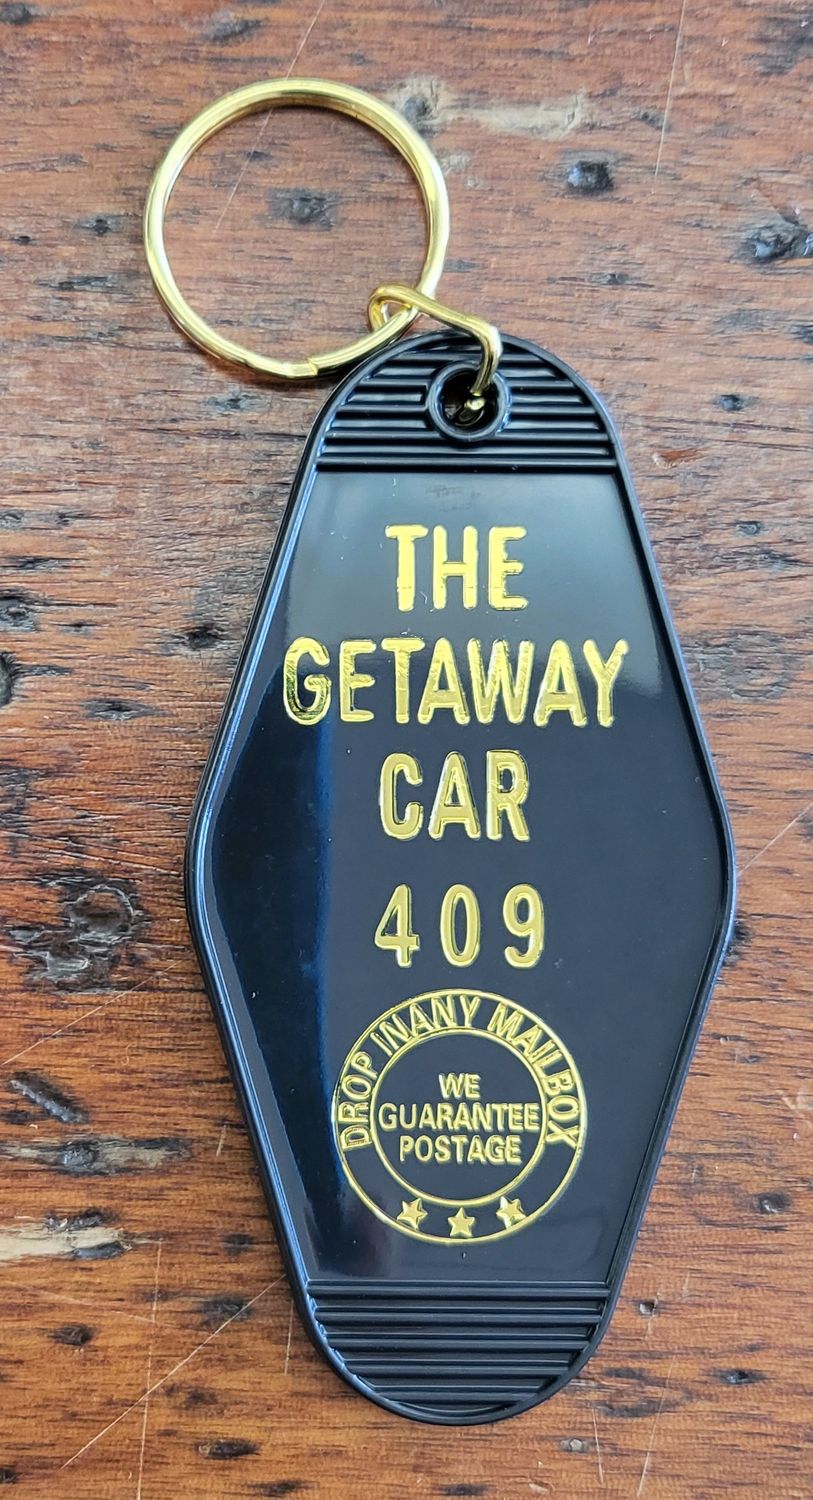 THE
GETAWAY
CAR
409
DROP INANY MAILBOX
WE
GUARANTEE
POSTAGE